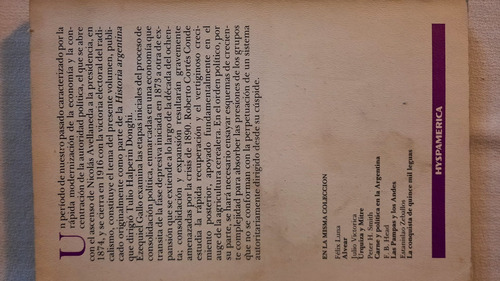 Un período de nuestro pasado caracterizado por la
rápida modernización de la economía y la con-
centración de la autoridad política, el que se abre
con el ascenso de Nicolás Avellaneda a la presidencia, en
1874, y se cierra en 1916 con la victoria electoral del radi-
calismo, constituye el tema del presente volumen, publi-
cado originalmente como parte de la Historia argentina
que dirige Tulio Halperín Donghi.
Ezequiel Gallo examina las etapas iniciales del proceso de
consolidación política, enmarcadas en una economía que
transita de la fase depresiva iniciada en 1873 a otra de ex-
pansión que se extiende a lo largo de la década del ochen-
ta; consolidación y expansión resultarán gravemente
amenazadas por la crisis de 1890. Roberto Cortés Conde
estudia la rápida recuperación y el vertiginoso creci-
miento posterior, apoyado fundamentalmente en el
auge de la agricultura cerealera. En el orden político, por
su parte, se hará necesario ensayar esquemas de crecien-
te complejidad para absorber las presiones de los grupos
que no se conforman con la perpetuación de un sistema
autoritariamente dirigido desde su cúspide.
EN LA MISMA COLECCION
Félix Luna
Alvear
Julio Victorica
Urquiza y Mitre
Peter H. Smith
Carne y política en la Argentina
F. B. Head
Las Pampas y los Andes
Estanislao Zeballos
La conquista de quince mil leguas
HYSPAMERICA